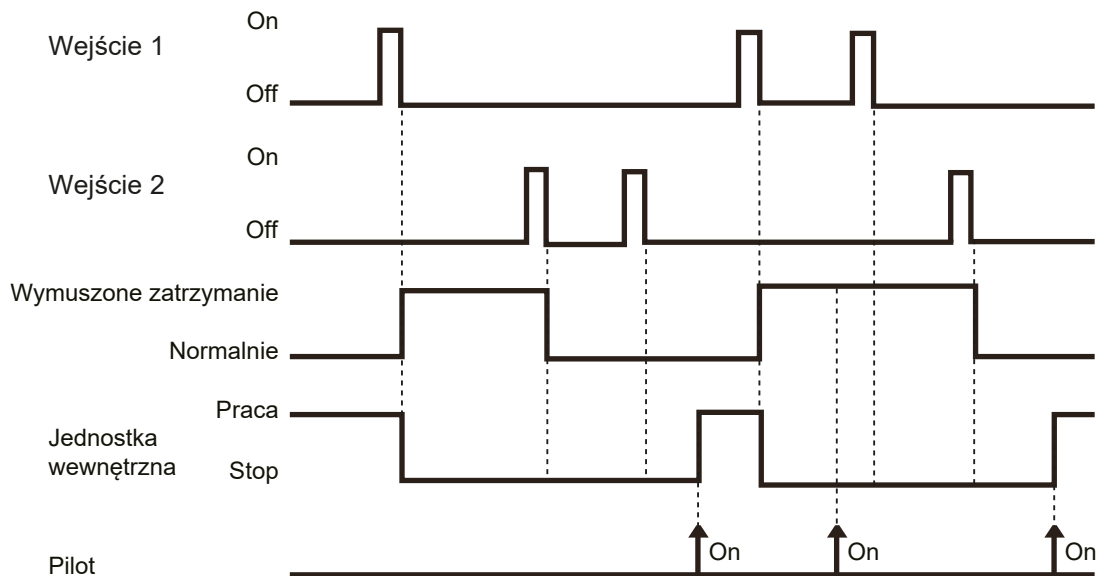 On
Wejście 1
Off
On
Wejście 2
Off
Wymuszone zatrzymanie
Normalnie
Praca
Jednostka
wewnętrzna
Stop
On
On
On
Pilot